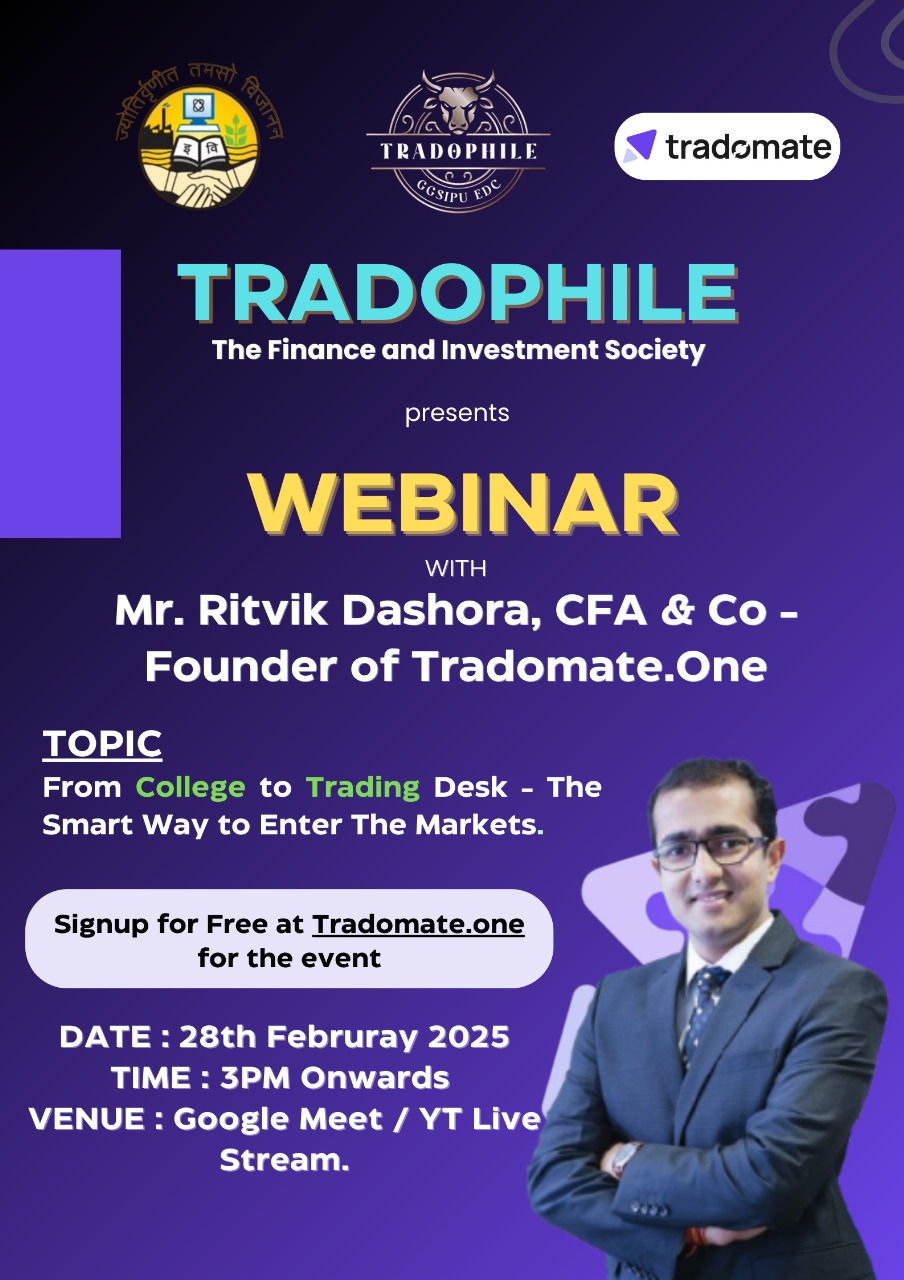 ज्योतिर्वृणीत तमसो विजानन
इ वि
TRADOPHILE
GGSIPU EDC
tradomate
TRADOPHILE
The Finance and Investment Society
presents
WEBINAR
WITH
Mr. Ritvik Dashora, CFA & Co -
Founder of Tradomate.One
TOPIC
From College to Trading Desk - The
Smart Way to Enter The Markets.
Signup for Free at Tradomate.one
for the event
DATE : 28th Februray 2025
TIME : 3PM Onwards
VENUE : Google Meet / YT Live
Stream.